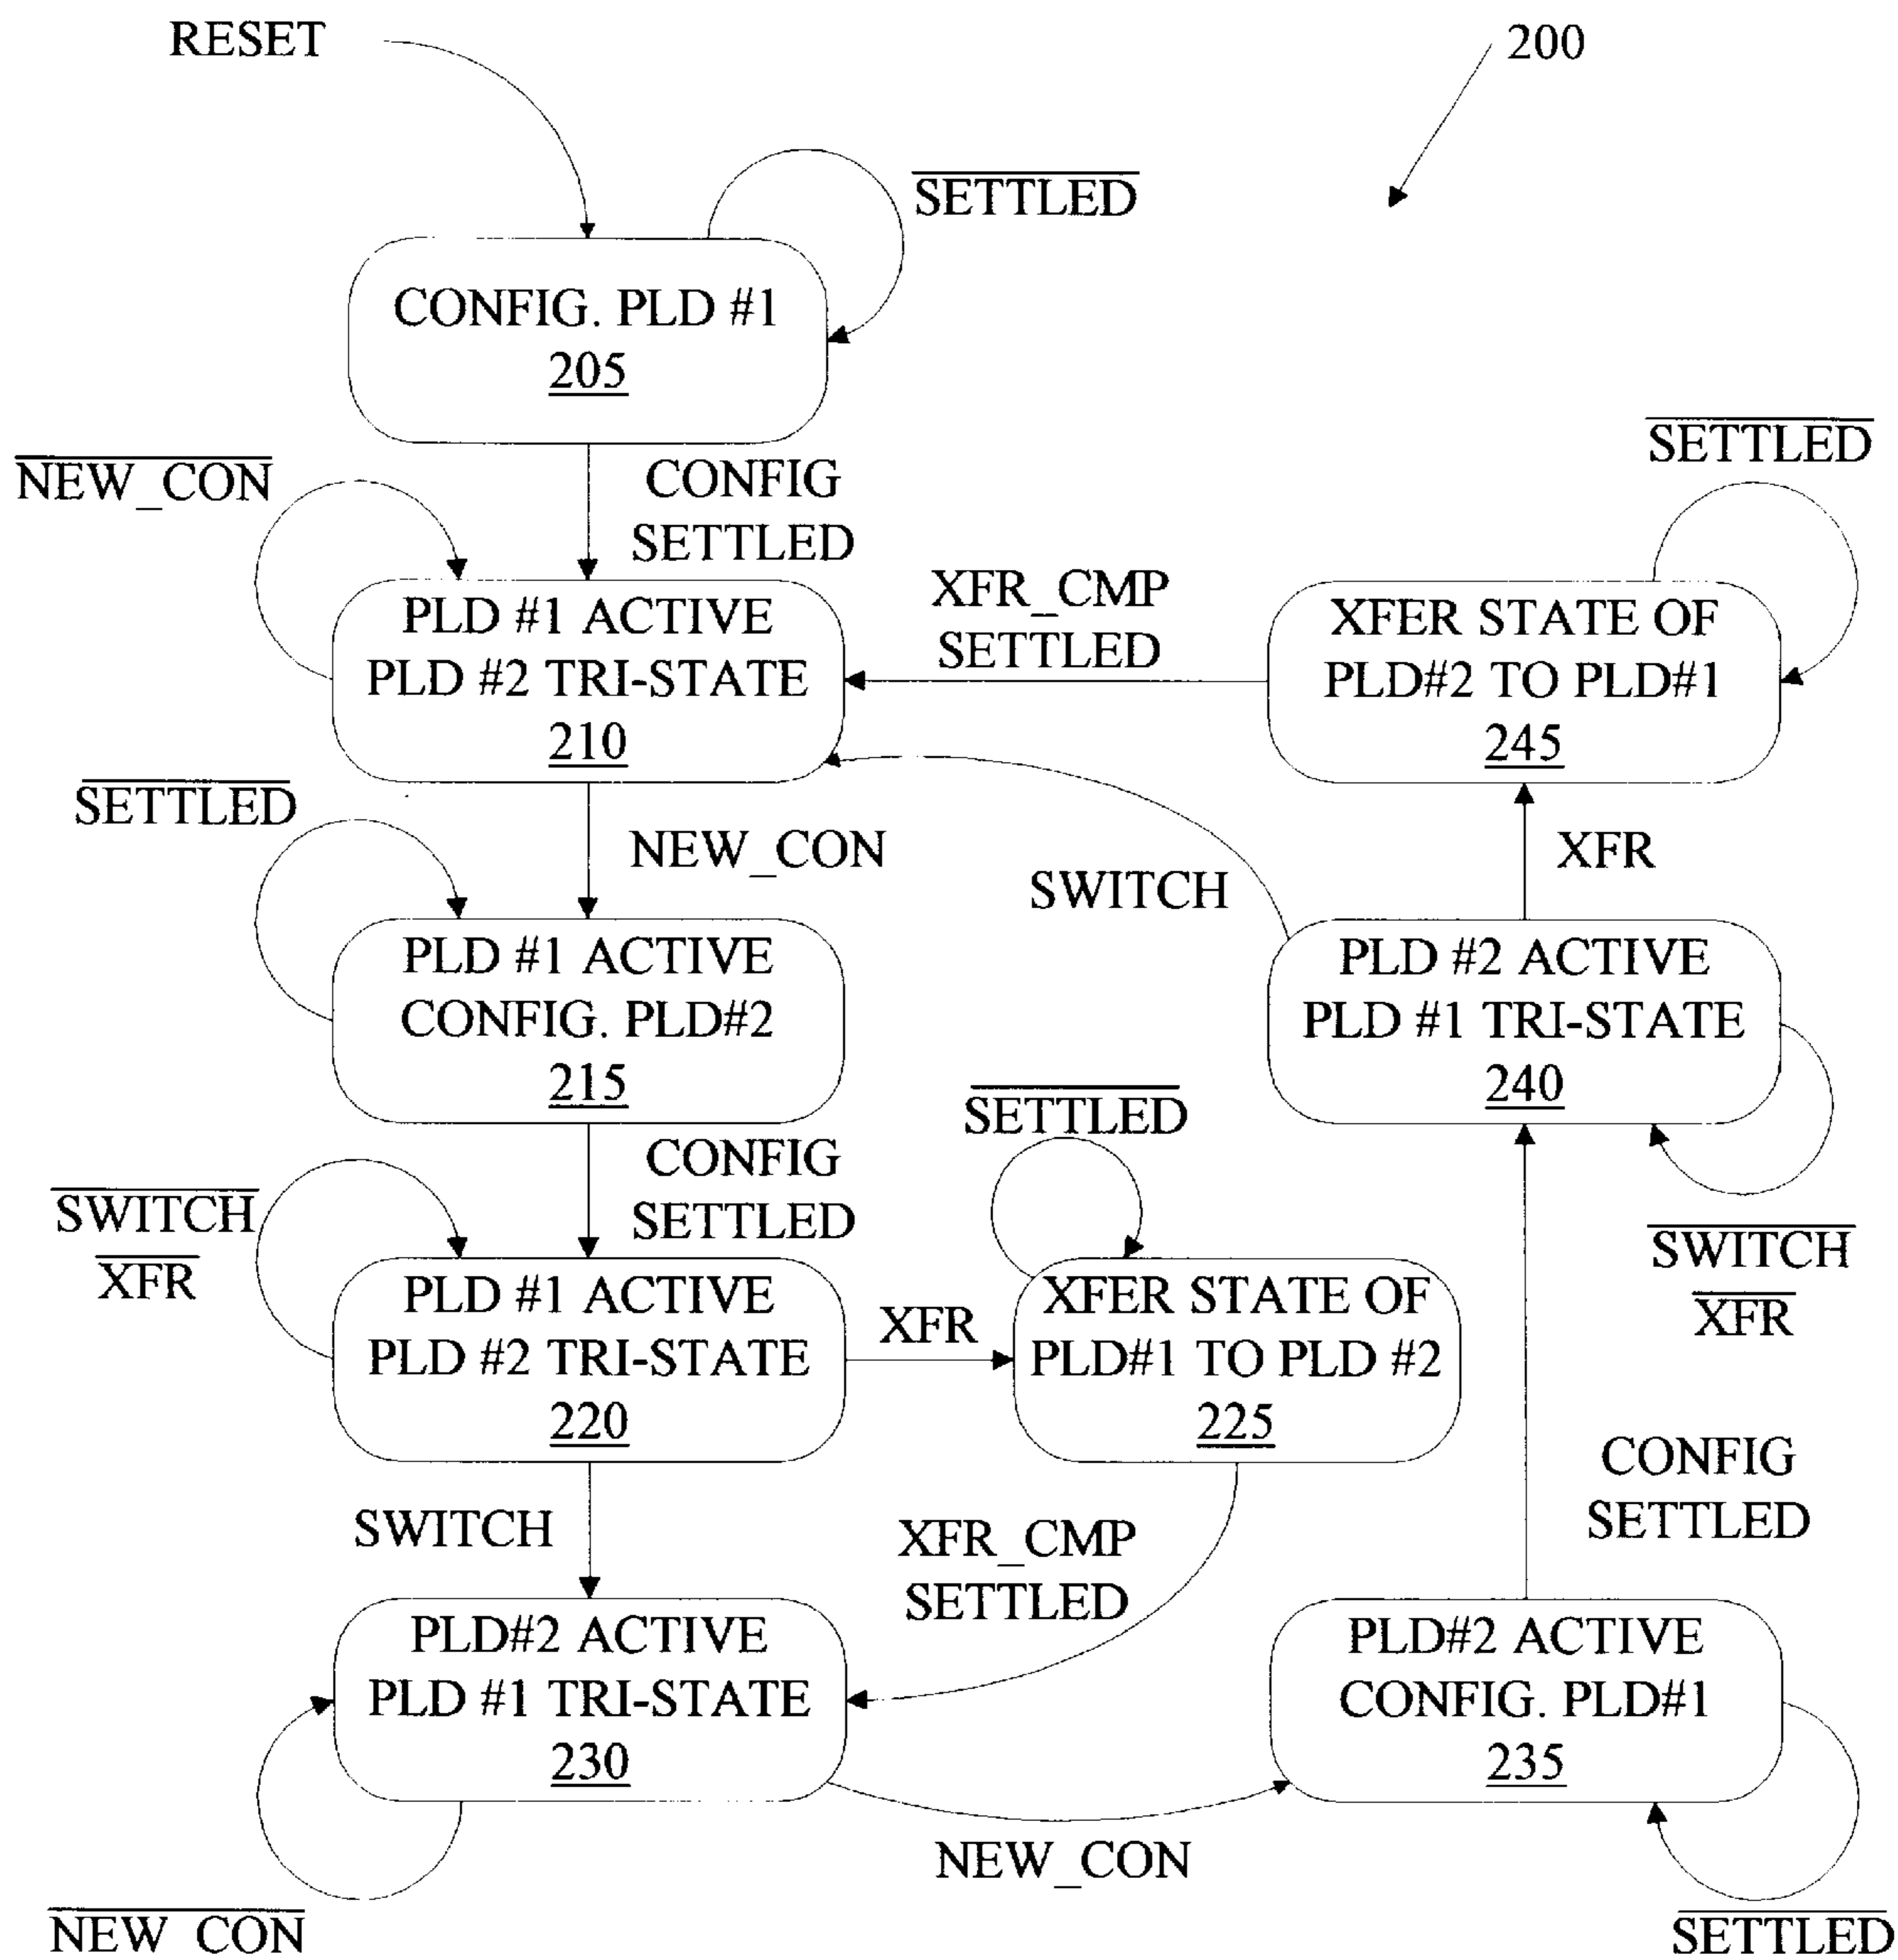 RESET
200
SETTLED
CONFIG. PLD #1
205
SETTLED
NEW_CON
CONFIG
SETTLED
XFR_CMP
SETTLED
PLD #1 ACTIVE
PLD #2 TRI-STATE
210
XFER STATE OF
PLD#2 TO PLD#1
245
SETTLED
NEW_CON
SWITCH
XFR
PLD #1 ACTIVE
CONFIG. PLD#2
215
PLD #2 ACTIVE
PLD #1 TRI-STATE
240
SETTLED
CONFIG
SETTLED
SWITCH
XFR
SWITCH
XFR
PLD #1 ACTIVE
PLD #2 TRI-STATE
220
XFR
XFER STATE OF
PLD#1 TO PLD #2
225
CONFIG
SETTLED
SWITCH
XFR_CMP
SETTLED
PLD#2 ACTIVE
PLD #1 TRI-STATE
230
PLD#2 ACTIVE
CONFIG. PLD#1
235
NEW_CON
NEW_CON
SETTLED